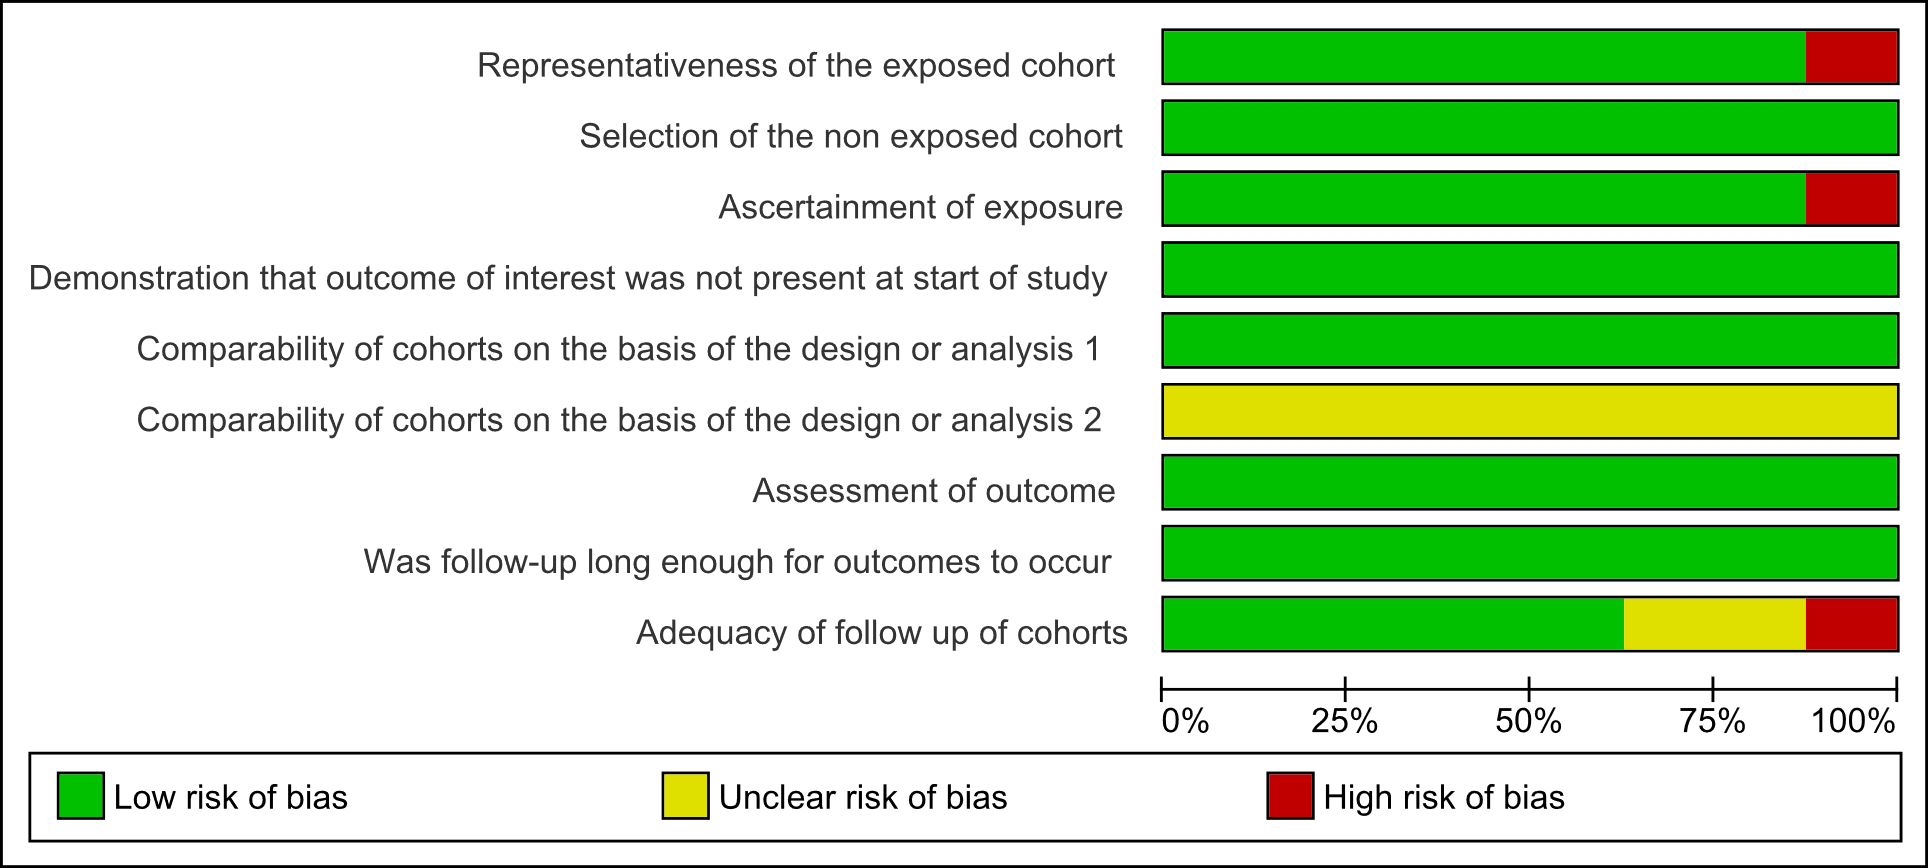 Representativeness of the exposed cohort
Selection of the non exposed cohort
Ascertainment of exposure
Demonstration that outcome of interest was not present at start of study
Comparability of cohorts on the basis of the design or analysis 1
Comparability of cohorts on the basis of the design or analysis 2
Assessment of outcome
Was follow-up long enough for outcomes to occur
Adequacy of follow up of cohorts
0% 25% 50% 75% 100%
Low risk of bias Unclear risk of bias High risk of bias